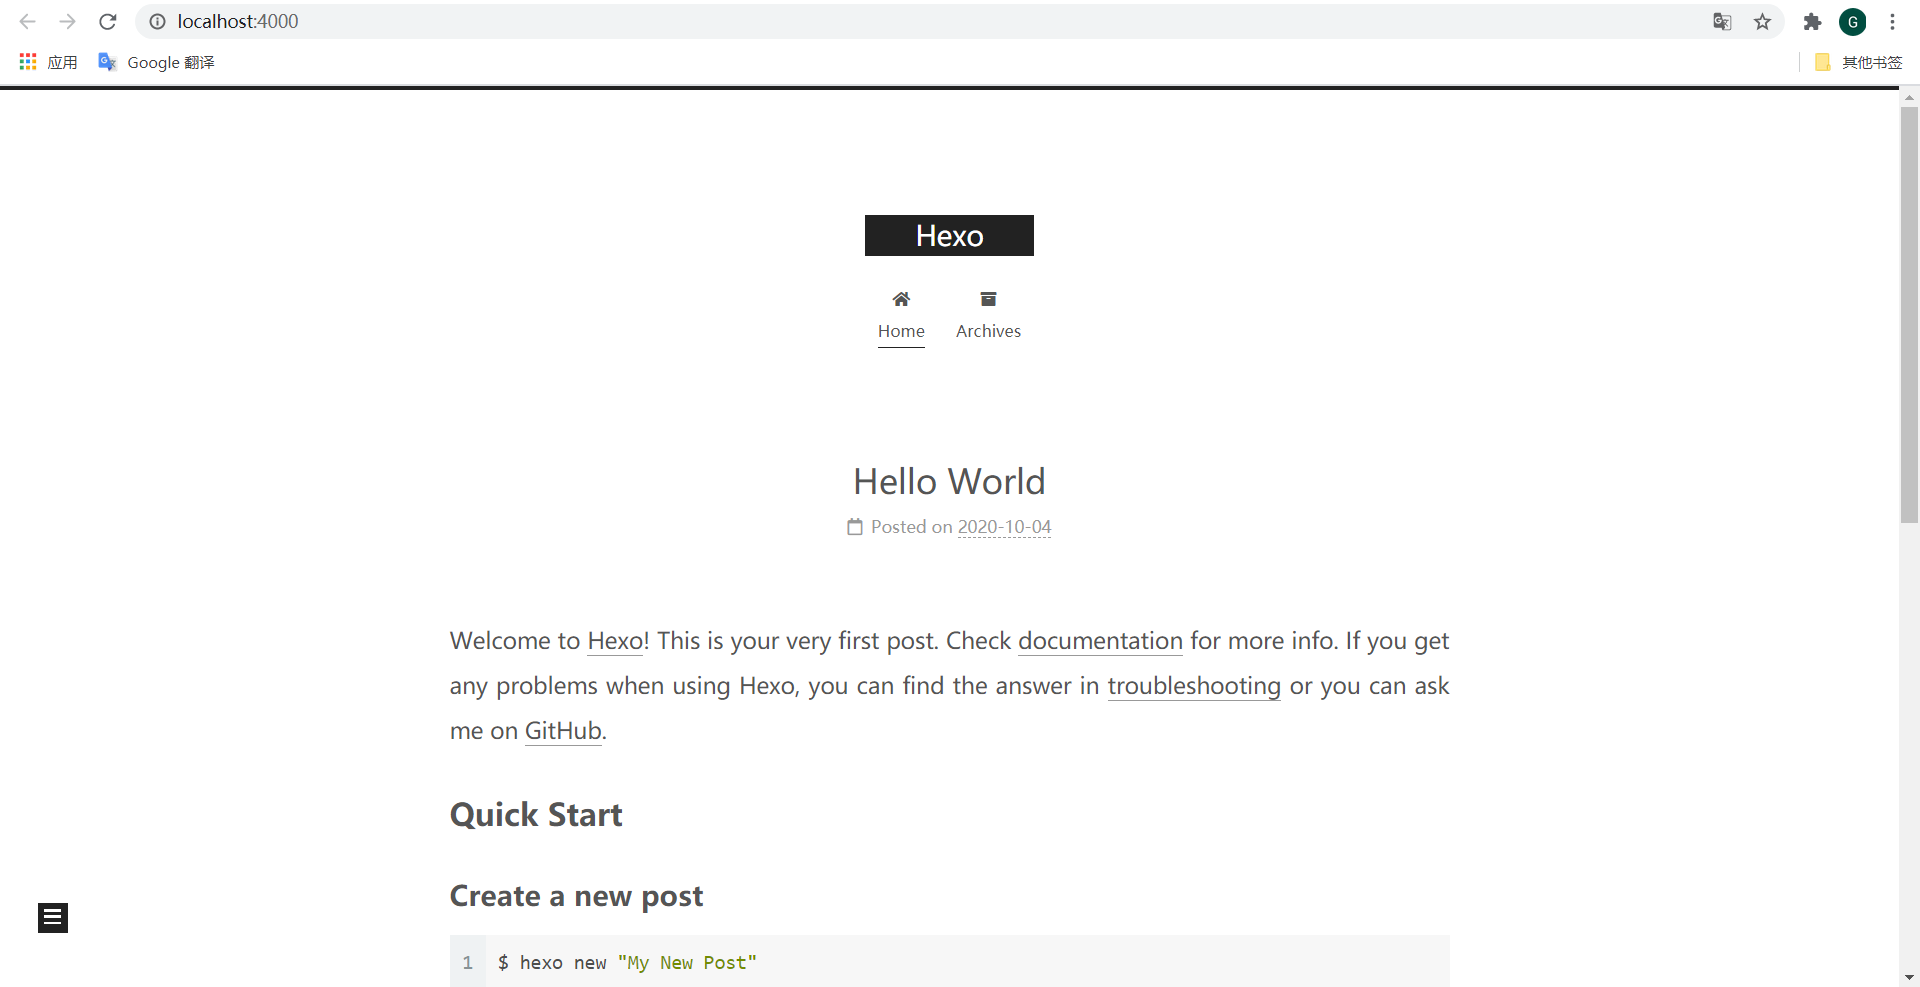 localhost:4000
G
应用
Google 翻译
其他书签
Hexo
Home
Archives
Hello World
Posted on 2020-10-04
Welcome to Hexo! This is your very first post. Check documentation for more info. If you get
any problems when using Hexo, you can find the answer in troubleshooting or you can ask
me on GitHub.
Quick Start
Create a new post
1 $ hexo new "My New Post"